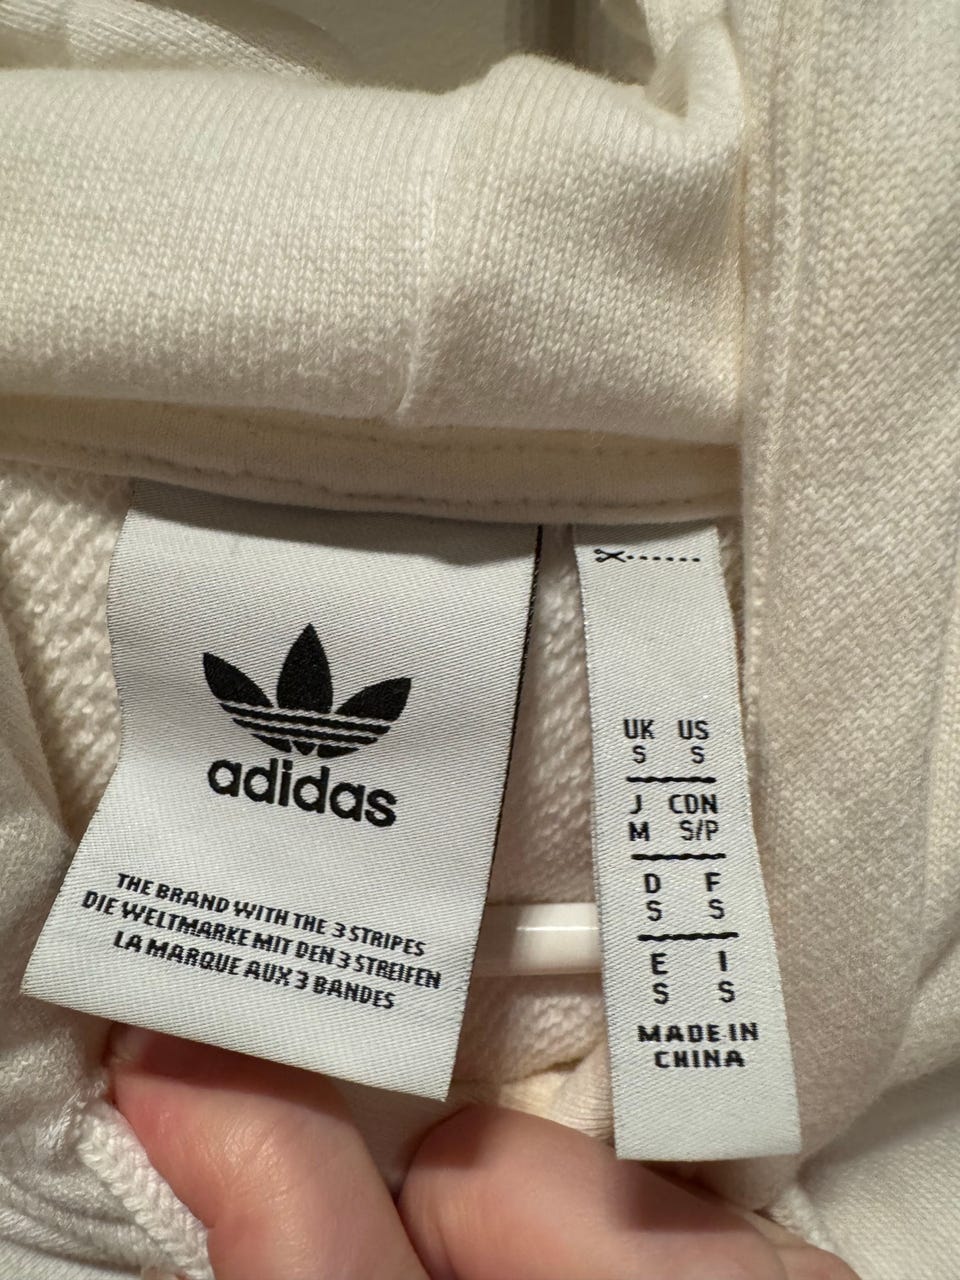 adidas
THE BRAND WITH THE 3 STRIPES
DIE WELTMARKE MIT DEN 3 STREIFEN
LA MARQUE AUX 3 BANDES
UK US
S S
J CDN
M S/P
D F
S S
E I
S S
MADE IN
CHINA